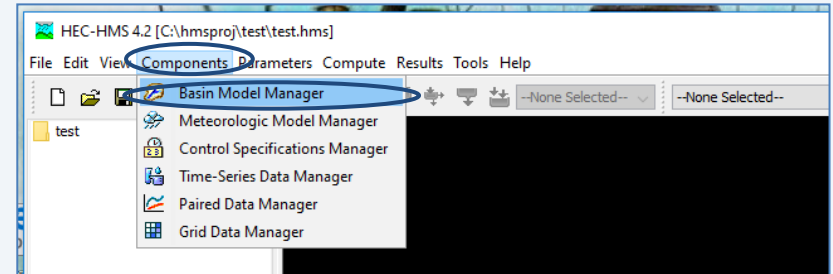 HEC-HMS 4.2 [C:\hmsproj\test\test.hms]
File Edit View Components Parameters Compute Results Tools Help
Basin Model Manager --None Selected-- --None Selected--
test Meteorologic Model Manager
Control Specifications Manager
Time-Series Data Manager
Paired Data Manager
Grid Data Manager